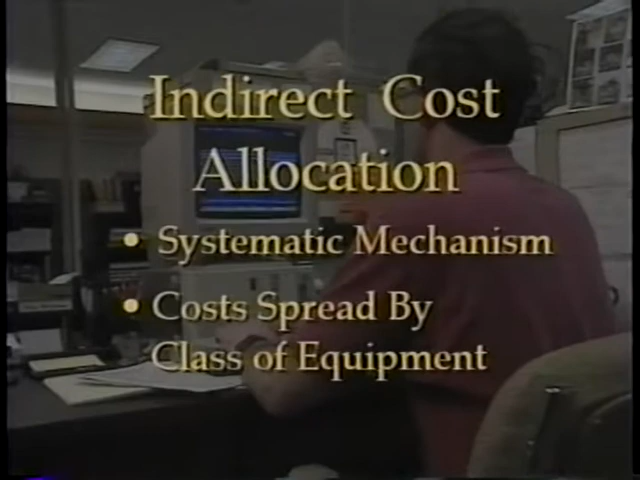 Indirect Cost
Allocation
• Systematic Mechanism
• Costs Spread By
Class of Equipment